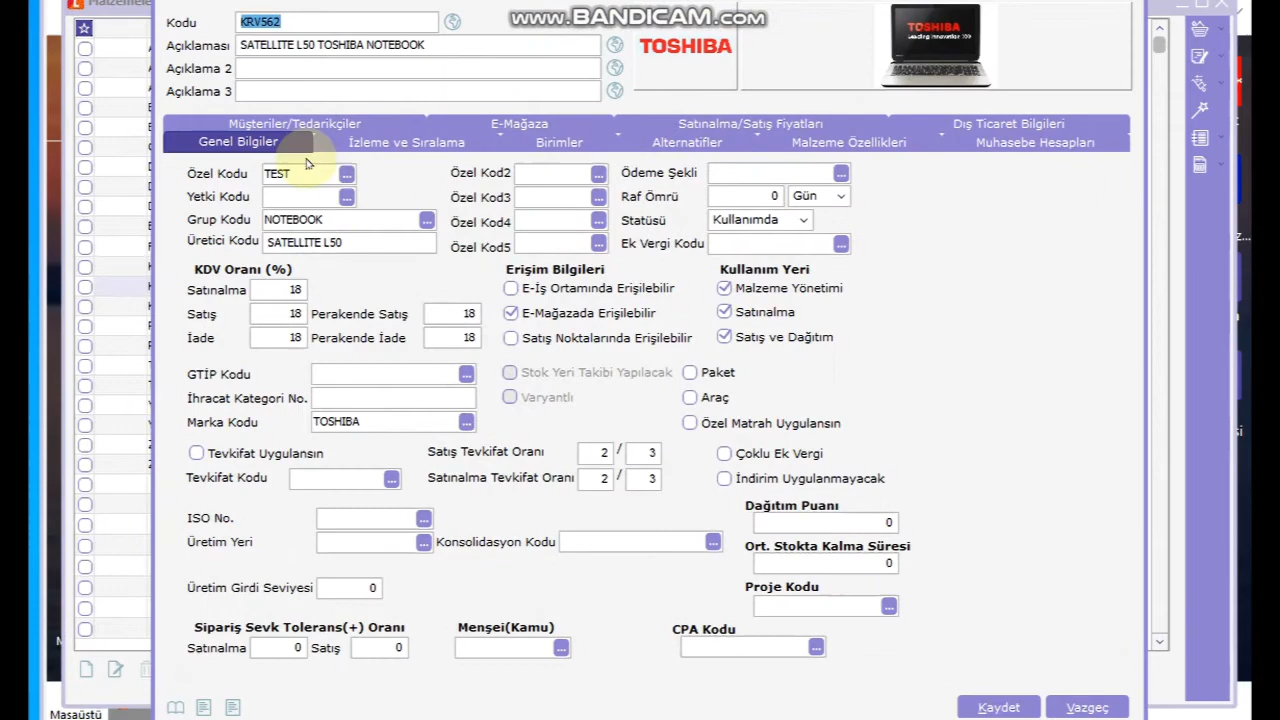 Malzemeler
www.BANDICAM.com
Kodu KRV562
Açıklaması SATELLITE L50 TOSHIBA NOTEBOOK
Açıklama 2
Açıklama 3
TOSHIBA
Leading Innovation >>>
TOSHIBA
Müşteriler/Tedarikçiler E-Mağaza Satınalma/Satış Fiyatları Dış Ticaret Bilgileri
Genel Bilgiler İzleme ve Sıralama Birimler Alternatifler Malzeme Özellikleri Muhasebe Hesapları
Özel Kodu TEST ... Özel Kod2 ... Ödeme Şekli ...
Yetki Kodu ... Özel Kod3 ... Raf Ömrü 0 Gün
Grup Kodu NOTEBOOK ... Özel Kod4 ... Statüsü Kullanımda
Üretici Kodu SATELLITE L50 Özel Kod5 ... Ek Vergi Kodu ...
KDV Oranı (%) Erişim Bilgileri Kullanım Yeri
Satınalma 18 E-İş Ortamında Erişilebilir Malzeme Yönetimi
Satış 18 Perakende Satış 18 E-Mağazada Erişilebilir Satınalma
İade 18 Perakende İade 18 Satış Noktalarında Erişilebilir Satış ve Dağıtım
GTİP Kodu ... Stok Yeri Takibi Yapılacak Paket
İhracat Kategori No. Varyantlı Araç
Marka Kodu TOSHIBA ... Özel Matrah Uygulansın
Tevkifat Uygulansın Satış Tevkifat Oranı 2 / 3 Çoklu Ek Vergi
Tevkifat Kodu ... Satınalma Tevkifat Oranı 2 / 3 İndirim Uygulanmayacak
Dağıtım Puanı
ISO No. ... 0
Üretim Yeri ... Konsolidasyon Kodu ... Ort. Stokta Kalma Süresi
0
Üretim Girdi Seviyesi 0 Proje Kodu
...
Sipariş Sevk Tolerans(+) Oranı Menşei(Kamu) CPA Kodu
Satınalma 0 Satış 0 ... ...
Kaydet Vazgeç
Masaüstü